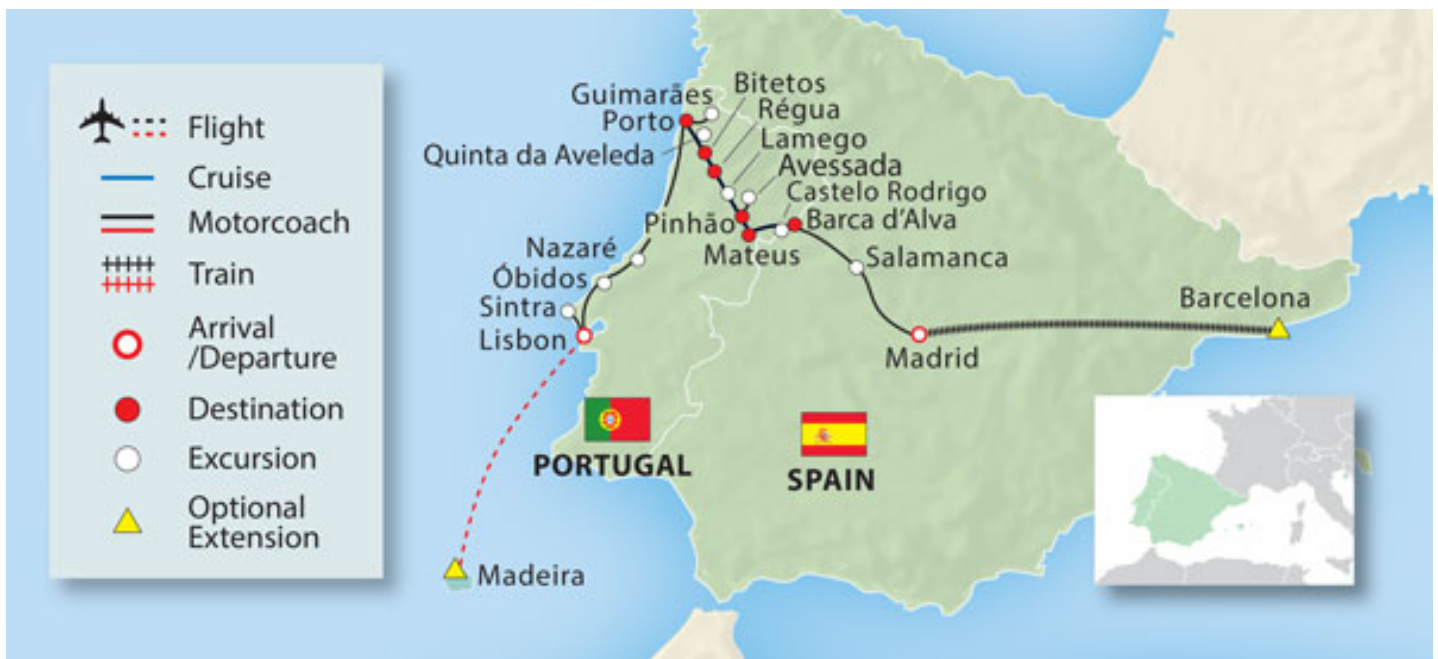 Flight
Cruise
Motorcoach
Train
Arrival
/Departure
Destination
Excursion
Optional
Extension
Bitetos
Guimarães
Régua
Porto
Lamego
Quinta da Aveleda
Avessada
Castelo Rodrigo
Pinhão
Barca d'Alva
Mateus
Nazaré
Salamanca
Óbidos
Sintra
Barcelona
Lisbon
Madrid
PORTUGAL
SPAIN
Madeira